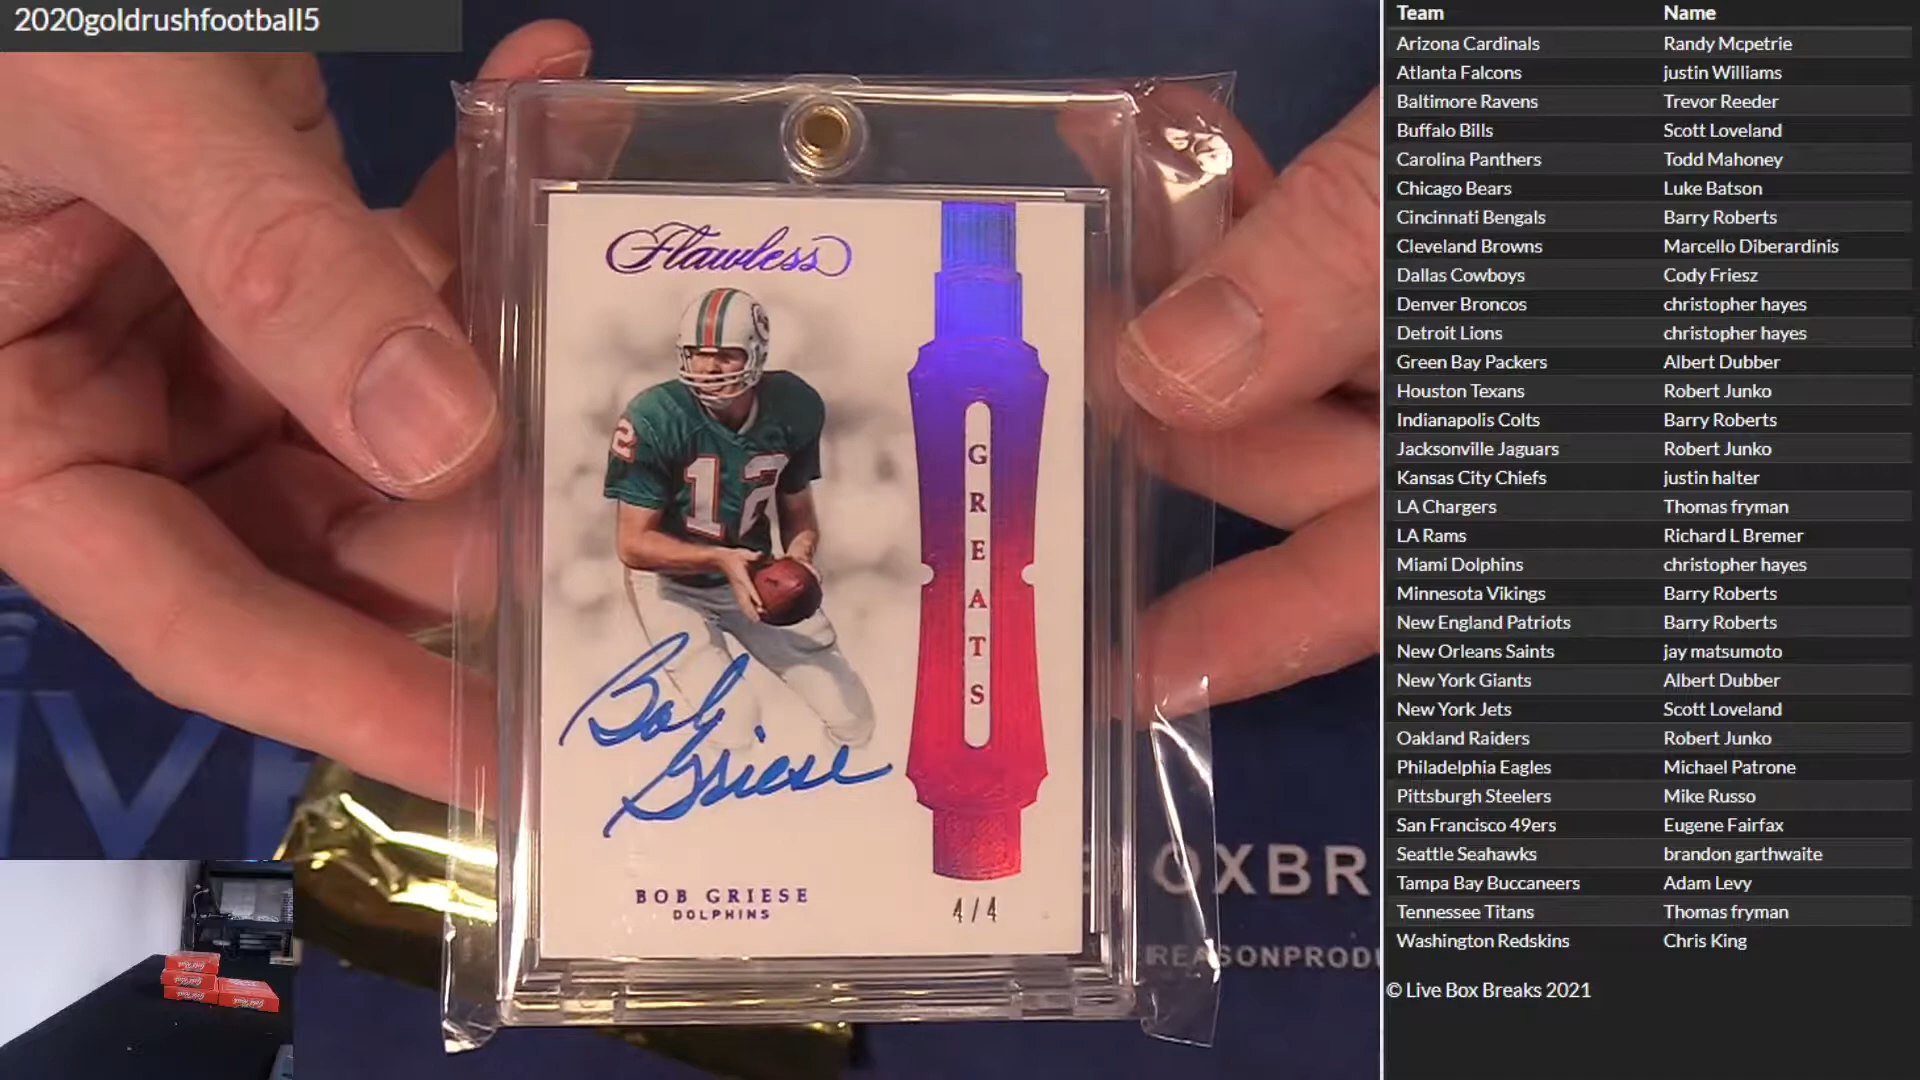 2020goldrushfootball5
Flawless
12
12
GREATS
Bob
Griese
BOB GRIESE
DOLPHINS
4/4
OXBR
REASONPROD
Team Name
Arizona Cardinals Randy Mcpetrie
Atlanta Falcons justin Williams
Baltimore Ravens Trevor Reeder
Buffalo Bills Scott Loveland
Carolina Panthers Todd Mahoney
Chicago Bears Luke Batson
Cincinnati Bengals Barry Roberts
Cleveland Browns Marcello Diberardinis
Dallas Cowboys Cody Friesz
Denver Broncos christopher hayes
Detroit Lions christopher hayes
Green Bay Packers Albert Dubber
Houston Texans Robert Junko
Indianapolis Colts Barry Roberts
Jacksonville Jaguars Robert Junko
Kansas City Chiefs justin halter
LA Chargers Thomas fryman
LA Rams Richard L Bremer
Miami Dolphins christopher hayes
Minnesota Vikings Barry Roberts
New England Patriots Barry Roberts
New Orleans Saints jay matsumoto
New York Giants Albert Dubber
New York Jets Scott Loveland
Oakland Raiders Robert Junko
Philadelphia Eagles Michael Patrone
Pittsburgh Steelers Mike Russo
San Francisco 49ers Eugene Fairfax
Seattle Seahawks brandon garthwaite
Tampa Bay Buccaneers Adam Levy
Tennessee Titans Thomas fryman
Washington Redskins Chris King
© Live Box Breaks 2021